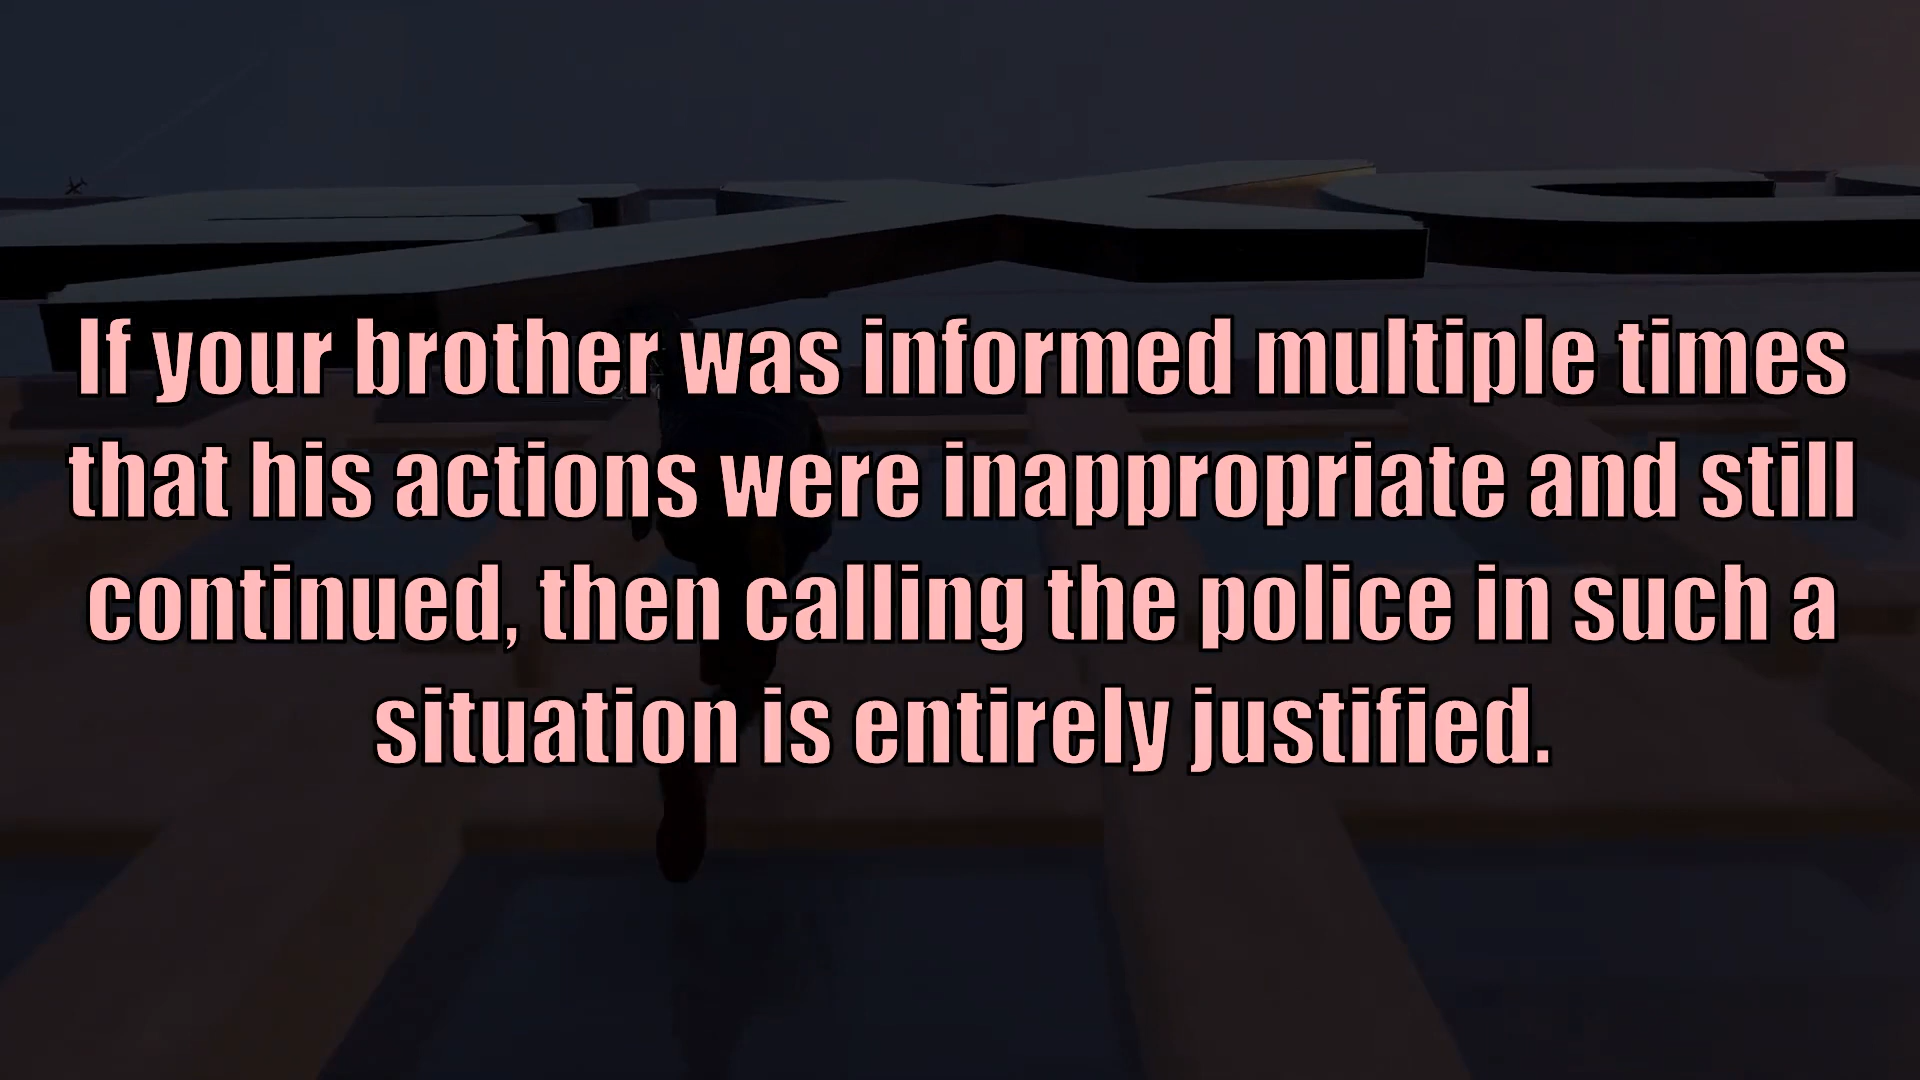 If your brother was informed multiple times
that his actions were inappropriate and still
continued, then calling the police in such a
situation is entirely justified.